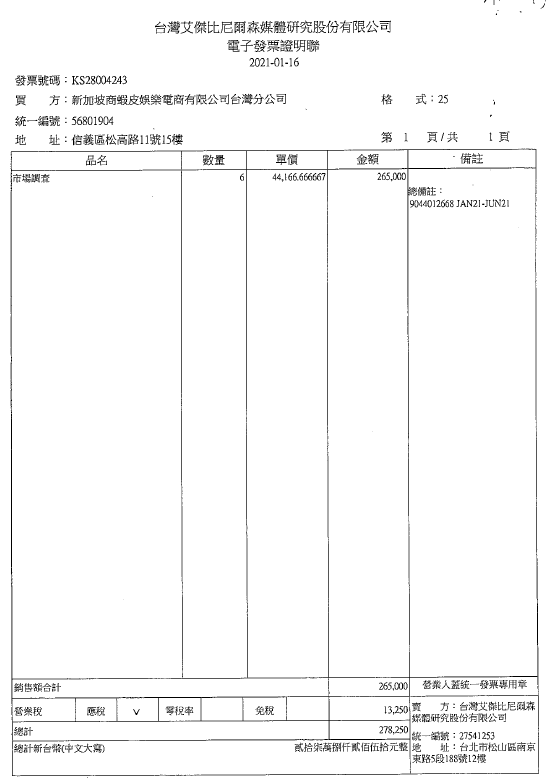 台灣艾傑比尼爾森媒體研究股份有限公司
電子發票證明聯
2021-01-16
發票號碼：KS28004243
買　方：新加坡商蝦皮娛樂電商有限公司台灣分公司　格　式：25
統一編號：56801904
地　址：信義區松高路11號15樓　第 1 頁/共 1 頁
品名　數量　單價　金額　備註
市場調查　6　44,166.666667　265,000
總備註：
9044012668 JAN21-JUN21
銷售額合計　265,000　營業人蓋統一發票專用章
營業稅　應稅　V　零稅率　免稅　13,250
總計　278,250
總計新台幣(中文大寫)　貳拾柒萬捌仟貳佰伍拾元整
賣　方：台灣艾傑比尼爾森
媒體研究股份有限公司
統一編號：27541253
地　址：台北市松山區南京
東路5段188號12樓